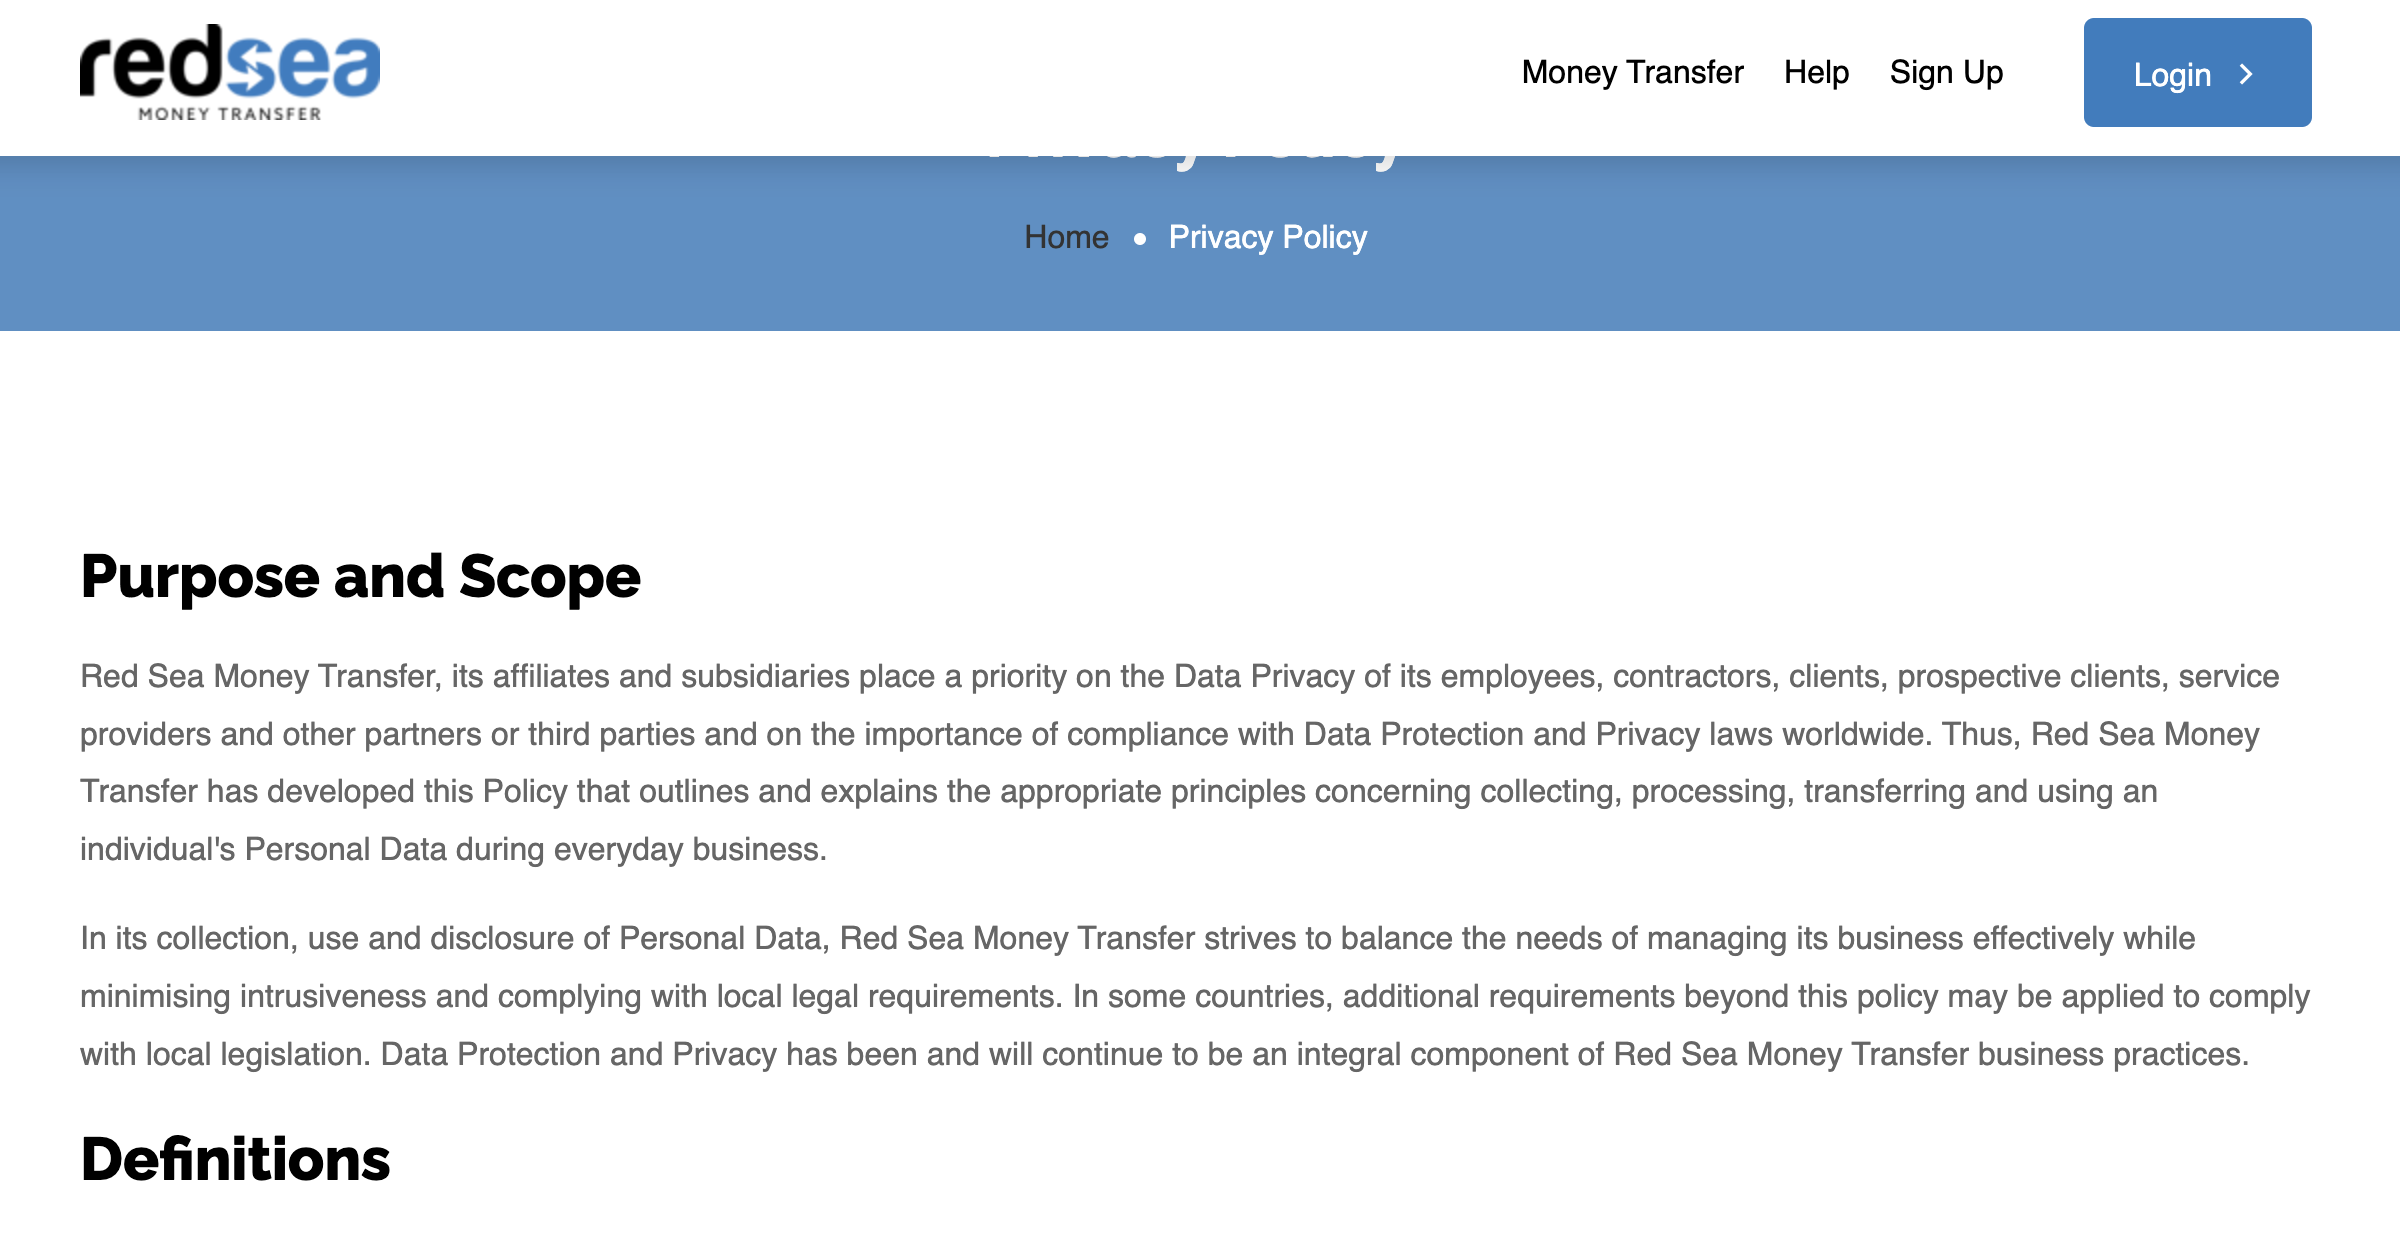 redsea
MONEY TRANSFER
Money Transfer Help Sign Up Login
Privacy Policy
Home • Privacy Policy
Purpose and Scope
Red Sea Money Transfer, its affiliates and subsidiaries place a priority on the Data Privacy of its employees, contractors, clients, prospective clients, service
providers and other partners or third parties and on the importance of compliance with Data Protection and Privacy laws worldwide. Thus, Red Sea Money
Transfer has developed this Policy that outlines and explains the appropriate principles concerning collecting, processing, transferring and using an
individual's Personal Data during everyday business.
In its collection, use and disclosure of Personal Data, Red Sea Money Transfer strives to balance the needs of managing its business effectively while
minimising intrusiveness and complying with local legal requirements. In some countries, additional requirements beyond this policy may be applied to comply
with local legislation. Data Protection and Privacy has been and will continue to be an integral component of Red Sea Money Transfer business practices.
Definitions